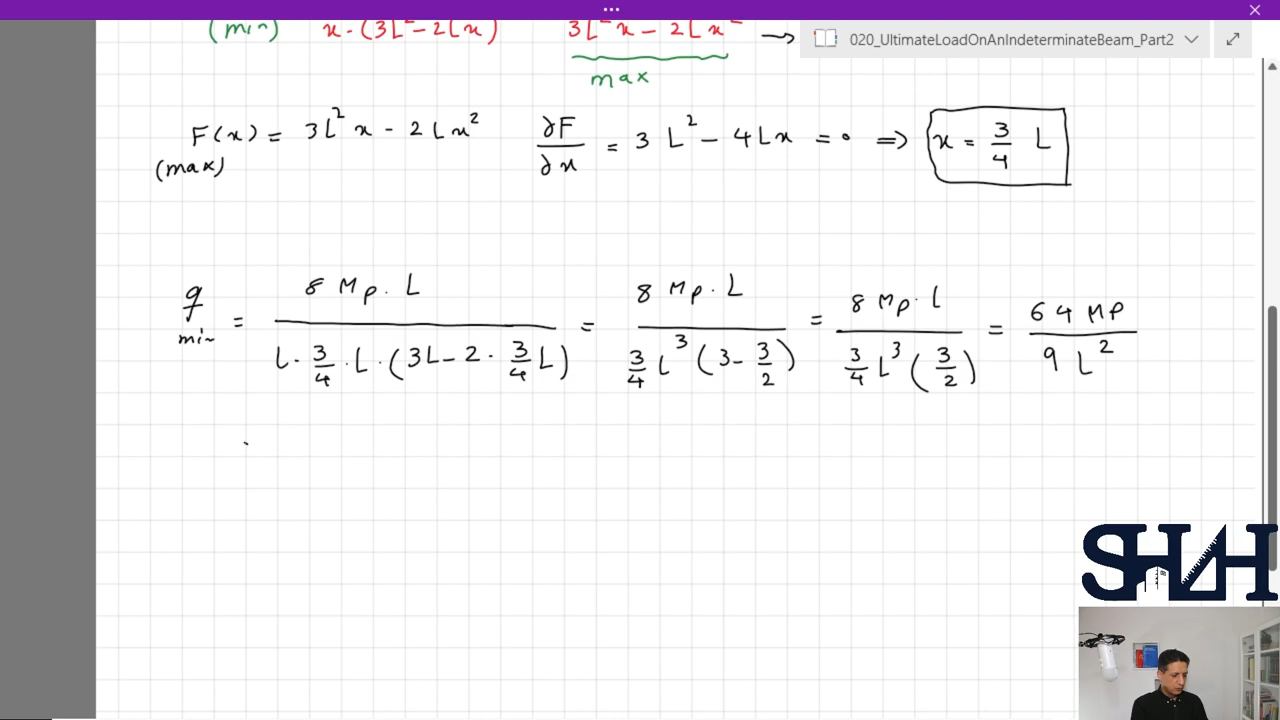 (min) x · (3L² - 2Lx) 3L²x - 2Lx² →
020_UltimateLoadOnAnIndeterminateBeam_Part2
max
F(x) = 3L²x - 2Lx² ∂F/∂x = 3L² - 4Lx = 0 ⇒ x = 3/4 L
(max)
q min = 8 Mp · L / L · 3/4 · L · (3L - 2 · 3/4 L) = 8 Mp · L / 3/4 L³ (3 - 3/2) = 8 Mp · L / 3/4 L³ (3/2) = 64 MP / 9 L²